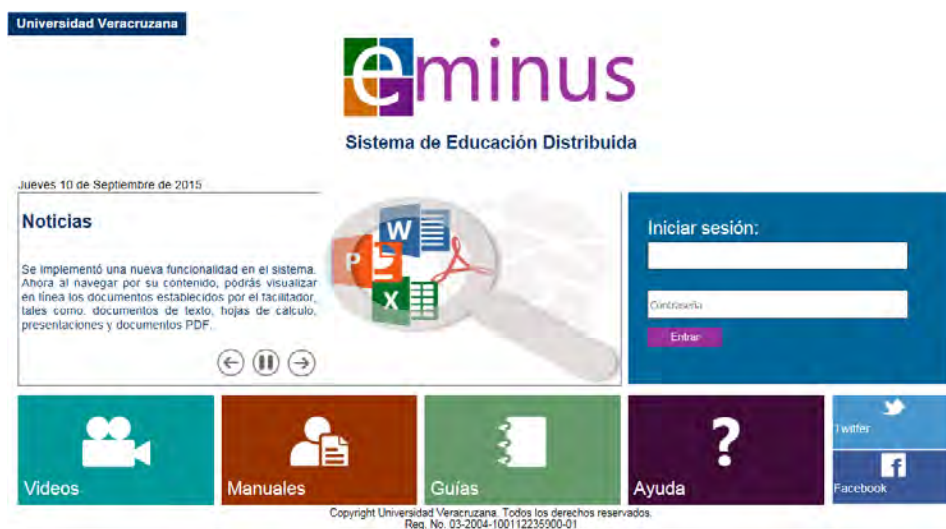 Universidad Veracruzana
eminus
Sistema de Educación Distribuida
Jueves 10 de Septiembre de 2015
Noticias
Se implementó una nueva funcionalidad en el sistema.
Ahora al navegar por su contenido, podrás visualizar
en línea los documentos establecidos por el facilitador,
tales como: documentos de texto, hojas de cálculo,
presentaciones y documentos PDF.
W
P
X
Iniciar sesión:
Contraseña
Entrar
Videos
Manuales
Guías
?
Ayuda
Twitter
f
Facebook
Copyright Universidad Veracruzana. Todos los derechos reservados.
Reg. No. 03-2004-100112235900-01